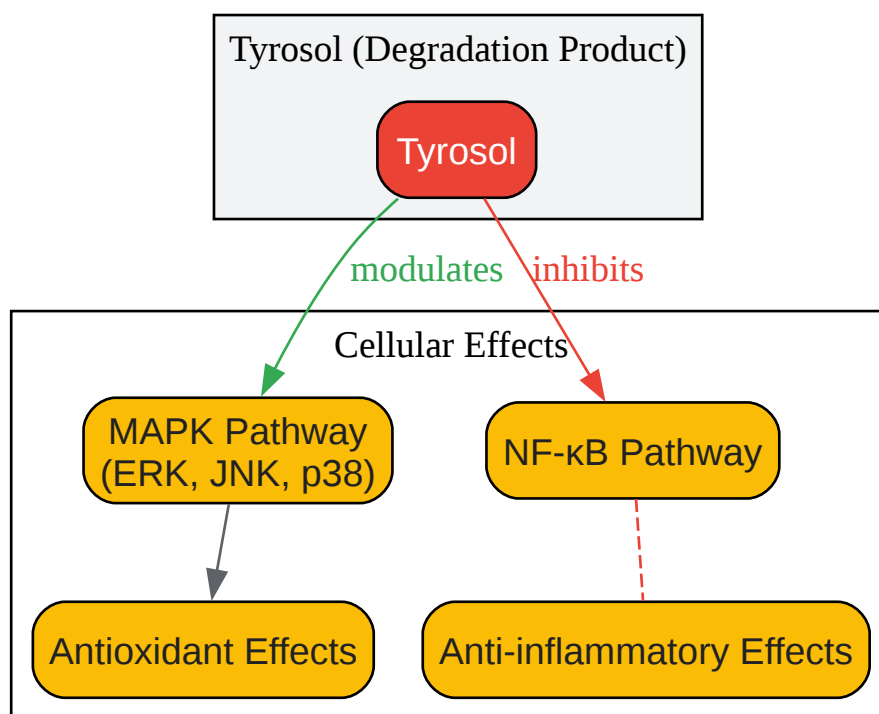 Tyrosol (Degradation Product)
Tyrosol
modulates
inhibits
Cellular Effects
MAPK Pathway
(ERK, JNK, p38)
NF-κB Pathway
Antioxidant Effects
Anti-inflammatory Effects